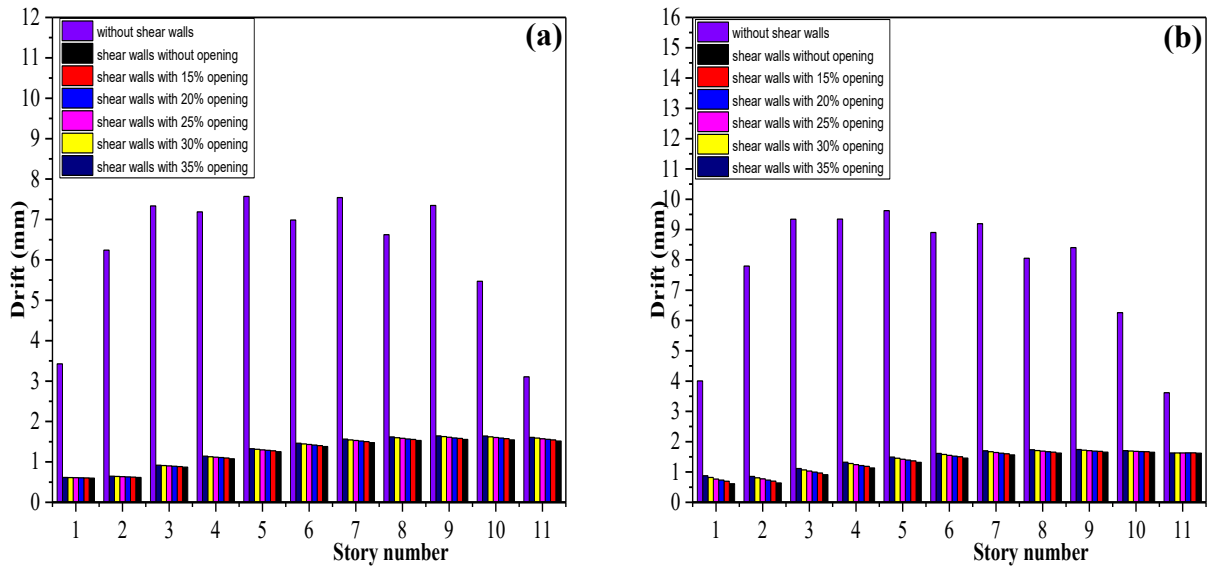 (a)
without shear walls
shear walls without opening
shear walls with 15% opening
shear walls with 20% opening
shear walls with 25% opening
shear walls with 30% opening
shear walls with 35% opening
12
11
10
9
8
7
6
5
4
3
2
1
0
Drift (mm)
1 2 3 4 5 6 7 8 9 10 11
Story number
(b)
without shear walls
shear walls without opening
shear walls with 15% opening
shear walls with 20% opening
shear walls with 25% opening
shear walls with 30% opening
shear walls with 35% opening
16
15
14
13
12
11
10
9
8
7
6
5
4
3
2
1
0
Drift (mm)
1 2 3 4 5 6 7 8 9 10 11
Story number